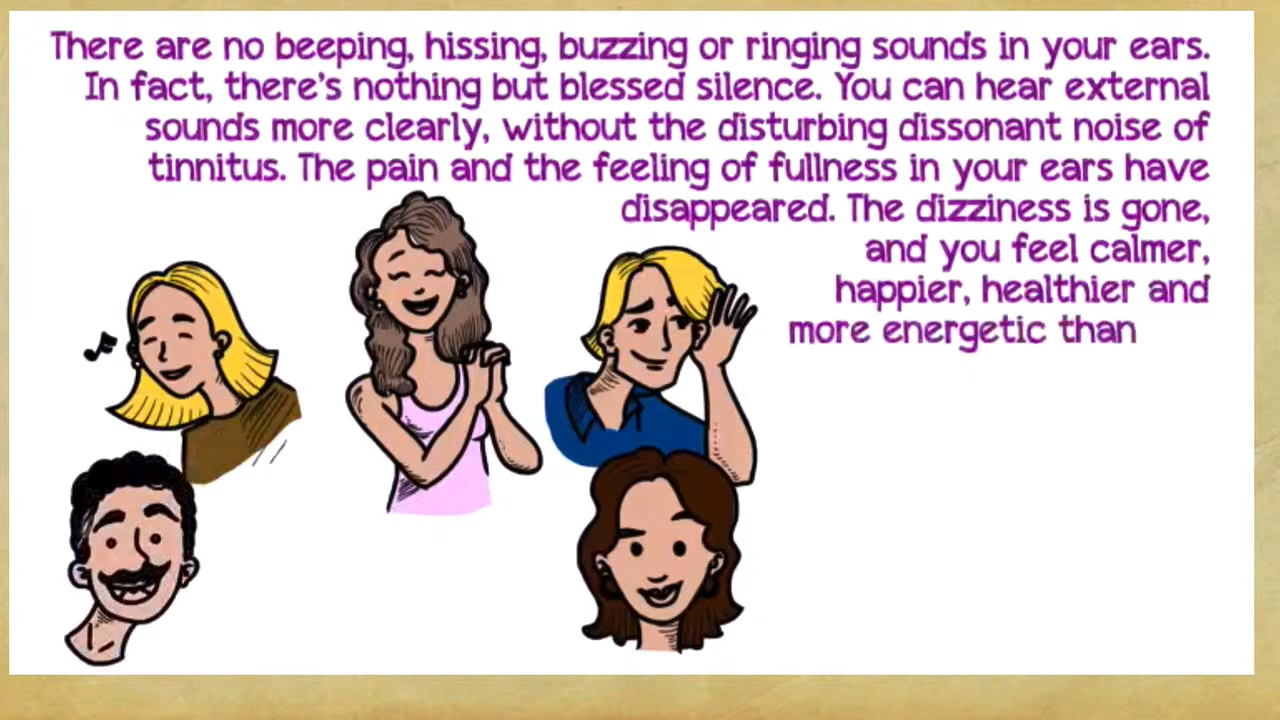 There are no beeping, hissing, buzzing or ringing sounds in your ears.
In fact, there's nothing but blessed silence. You can hear external
sounds more clearly, without the disturbing dissonant noise of
tinnitus. The pain and the feeling of fullness in your ears have
disappeared. The dizziness is gone,
and you feel calmer,
happier, healthier and
more energetic than